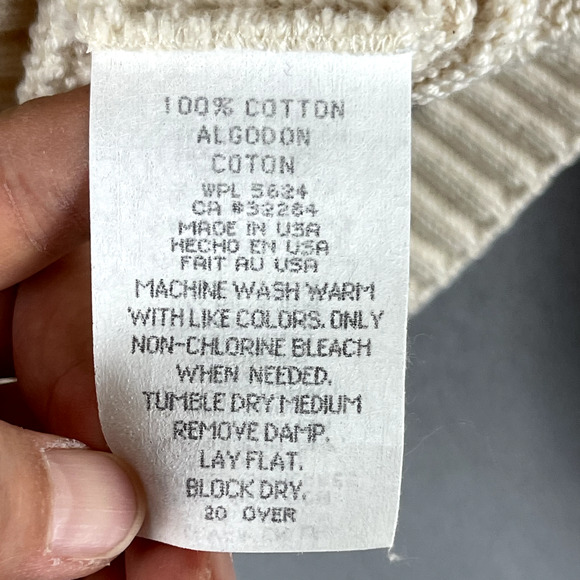 100% COTTON
ALGODON
COTON
WPL 5624
CA #32284
MADE IN USA
HECHO EN USA
FAIT AU USA
MACHINE WASH WARM
WITH LIKE COLORS. ONLY
NON-CHLORINE BLEACH
WHEN NEEDED.
TUMBLE DRY MEDIUM
REMOVE DAMP.
LAY FLAT.
BLOCK DRY.
20 OVER